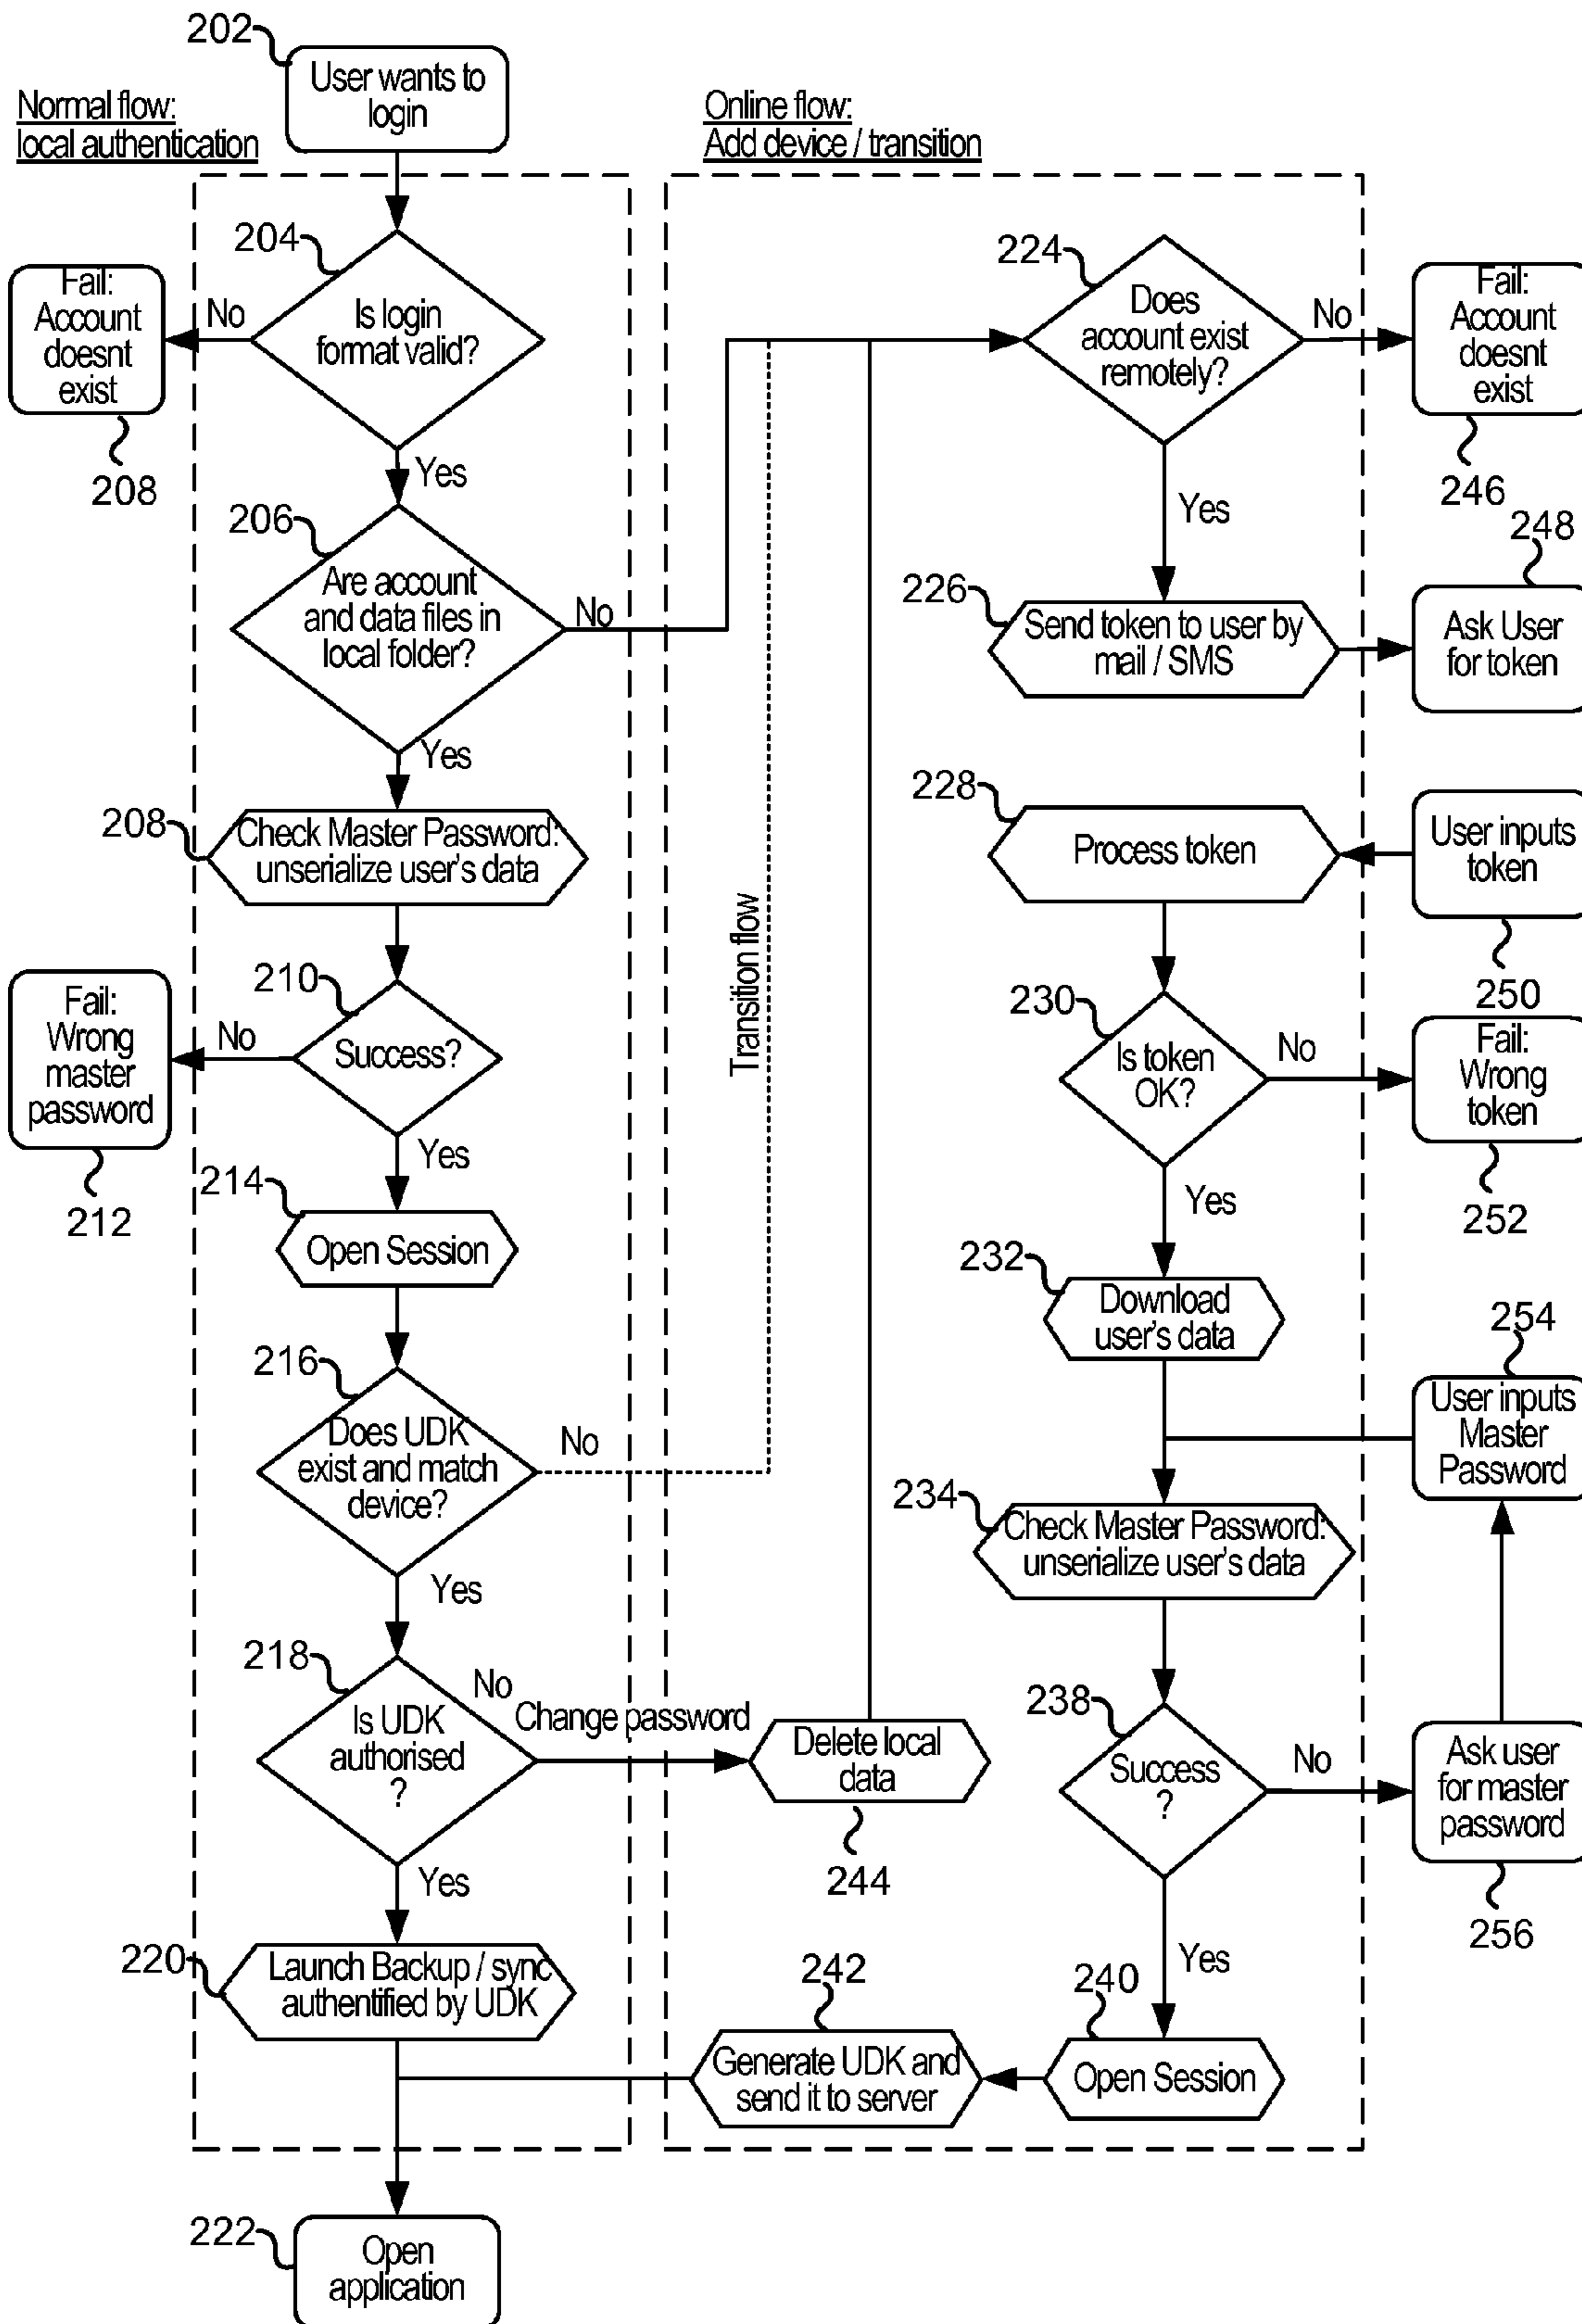 202
User wants to
login
Normal flow:
local authentication
Online flow:
Add device / transition
204
Is login
format valid?
No
Fail:
Account
doesnt
exist
208
Yes
206
Are account
and data files in
local folder?
No
Yes
208
Check Master Password:
unserialize user's data
210
Success?
No
Fail:
Wrong
master
password
212
Yes
214
Open Session
216
Does UDK
exist and match
device?
No
Transition flow
Yes
218
Is UDK
authorised
?
No
Change password
Delete local
data
244
Yes
220
Launch Backup / sync
authentified by UDK
222
Open
application
224
Does
account exist
remotely?
No
Fail:
Account
doesnt
exist
246
Yes
226
Send token to user by
mail / SMS
248
Ask User
for token
228
Process token
User inputs
token
250
230
Is token
OK?
No
Fail:
Wrong
token
252
Yes
232
Download
user's data
254
User inputs
Master
Password
234
Check Master Password:
unserialize user's data
238
Success
?
No
Ask user
for master
password
256
Yes
240
Open Session
242
Generate UDK and
send it to server